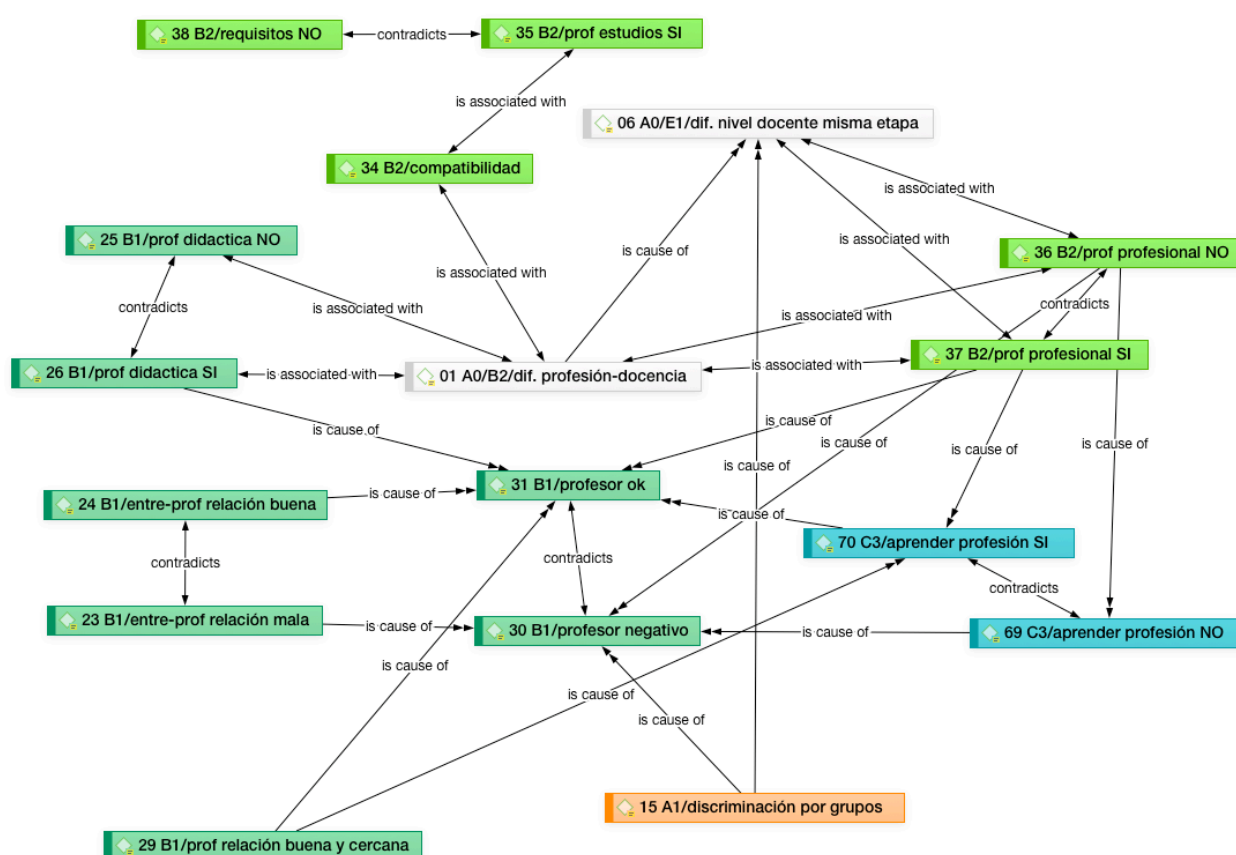 38 B2/requisitos NO
contradicts
35 B2/prof estudios SI
is associated with
06 A0/E1/dif. nivel docente misma etapa
34 B2/compatibilidad
is associated with
25 B1/prof didactica NO
is associated with
36 B2/prof profesional NO
is cause of
is associated with
contradicts
is associated with
contradicts
is associated with
37 B2/prof profesional SI
26 B1/prof didactica SI
is associated with
01 A0/B2/dif. profesión-docencia
is associated with
is cause of
is cause of
is cause of
is cause of
is cause of
is cause of
31 B1/profesor ok
24 B1/entre-prof relación buena
is cause of
is cause of
70 C3/aprender profesión SI
contradicts
contradicts
contradicts
23 B1/entre-prof relación mala
is cause of
30 B1/profesor negativo
is cause of
69 C3/aprender profesión NO
is cause of
is cause of
is cause of
15 A1/discriminación por grupos
29 B1/prof relación buena y cercana